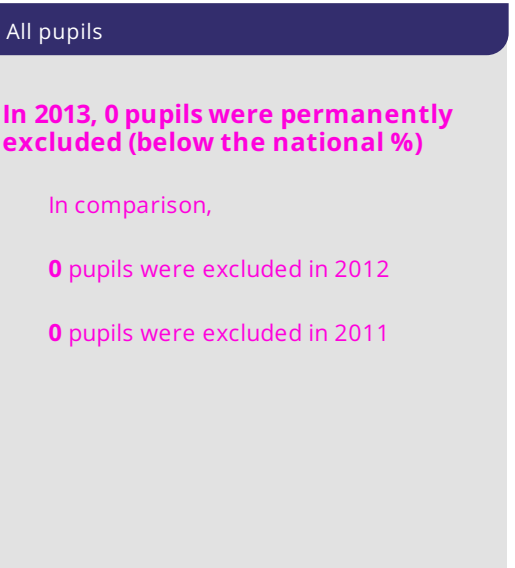 All pupils
In 2013, 0 pupils were permanently
excluded (below the national %)
In comparison,
0 pupils were excluded in 2012
0 pupils were excluded in 2011